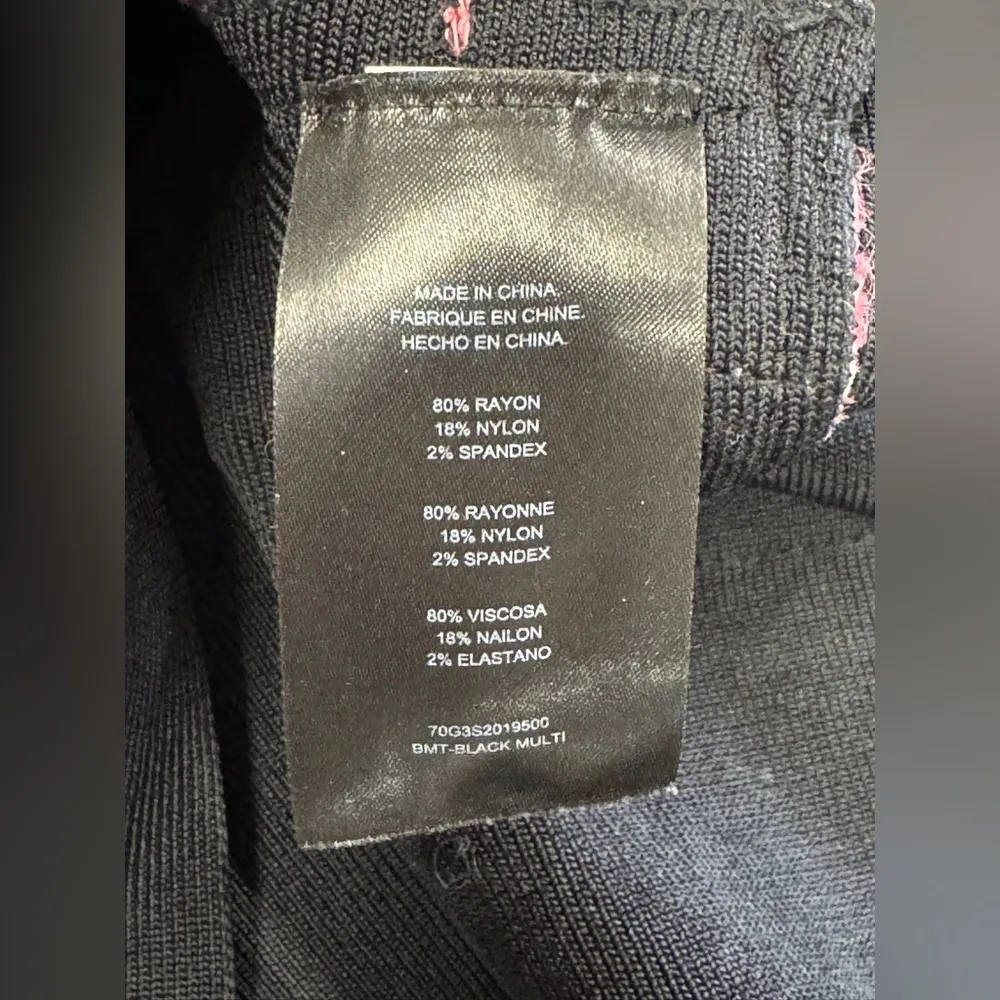 MADE IN CHINA.
FABRIQUE EN CHINE.
HECHO EN CHINA.
80% RAYON
18% NYLON
2% SPANDEX
80% RAYONNE
18% NYLON
2% SPANDEX
80% VISCOSA
18% NAILON
2% ELASTANO
70G3S2019500
BMT-BLACK MULTI